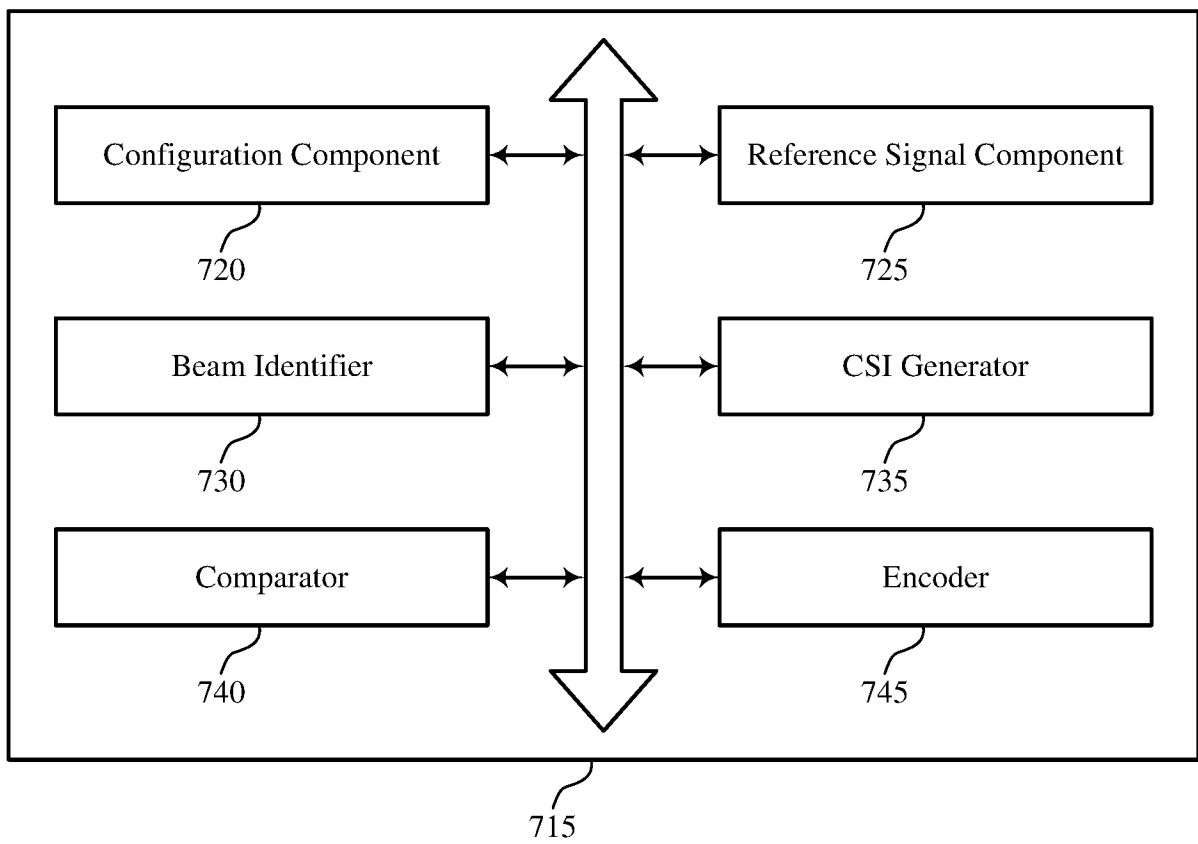 Configuration Component
Reference Signal Component
720
725
Beam Identifier
CSI Generator
730
735
Comparator
Encoder
740
745
715